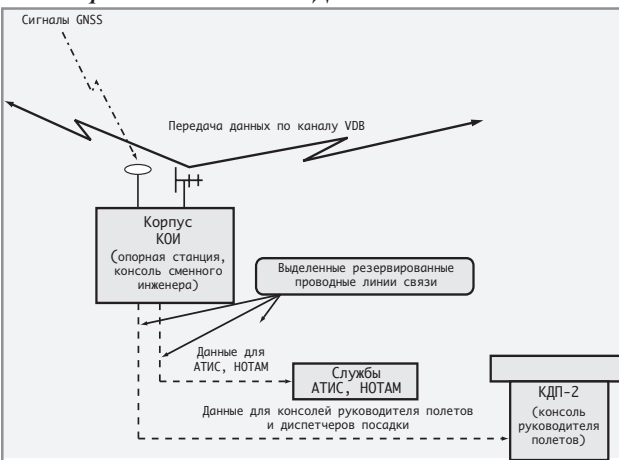 Сигналы GNSS
Передача данных по каналу VDB
Корпус
КОИ
(опорная станция,
консоль сменного
инженера)
Выделенные резервированные
проводные линии связи
Данные для
АТИС, НОТАМ
Службы
АТИС, НОТАМ
Данные для консолей руководителя полетов
и диспетчеров посадки
КДП-2
(консоль
руководителя
полетов)